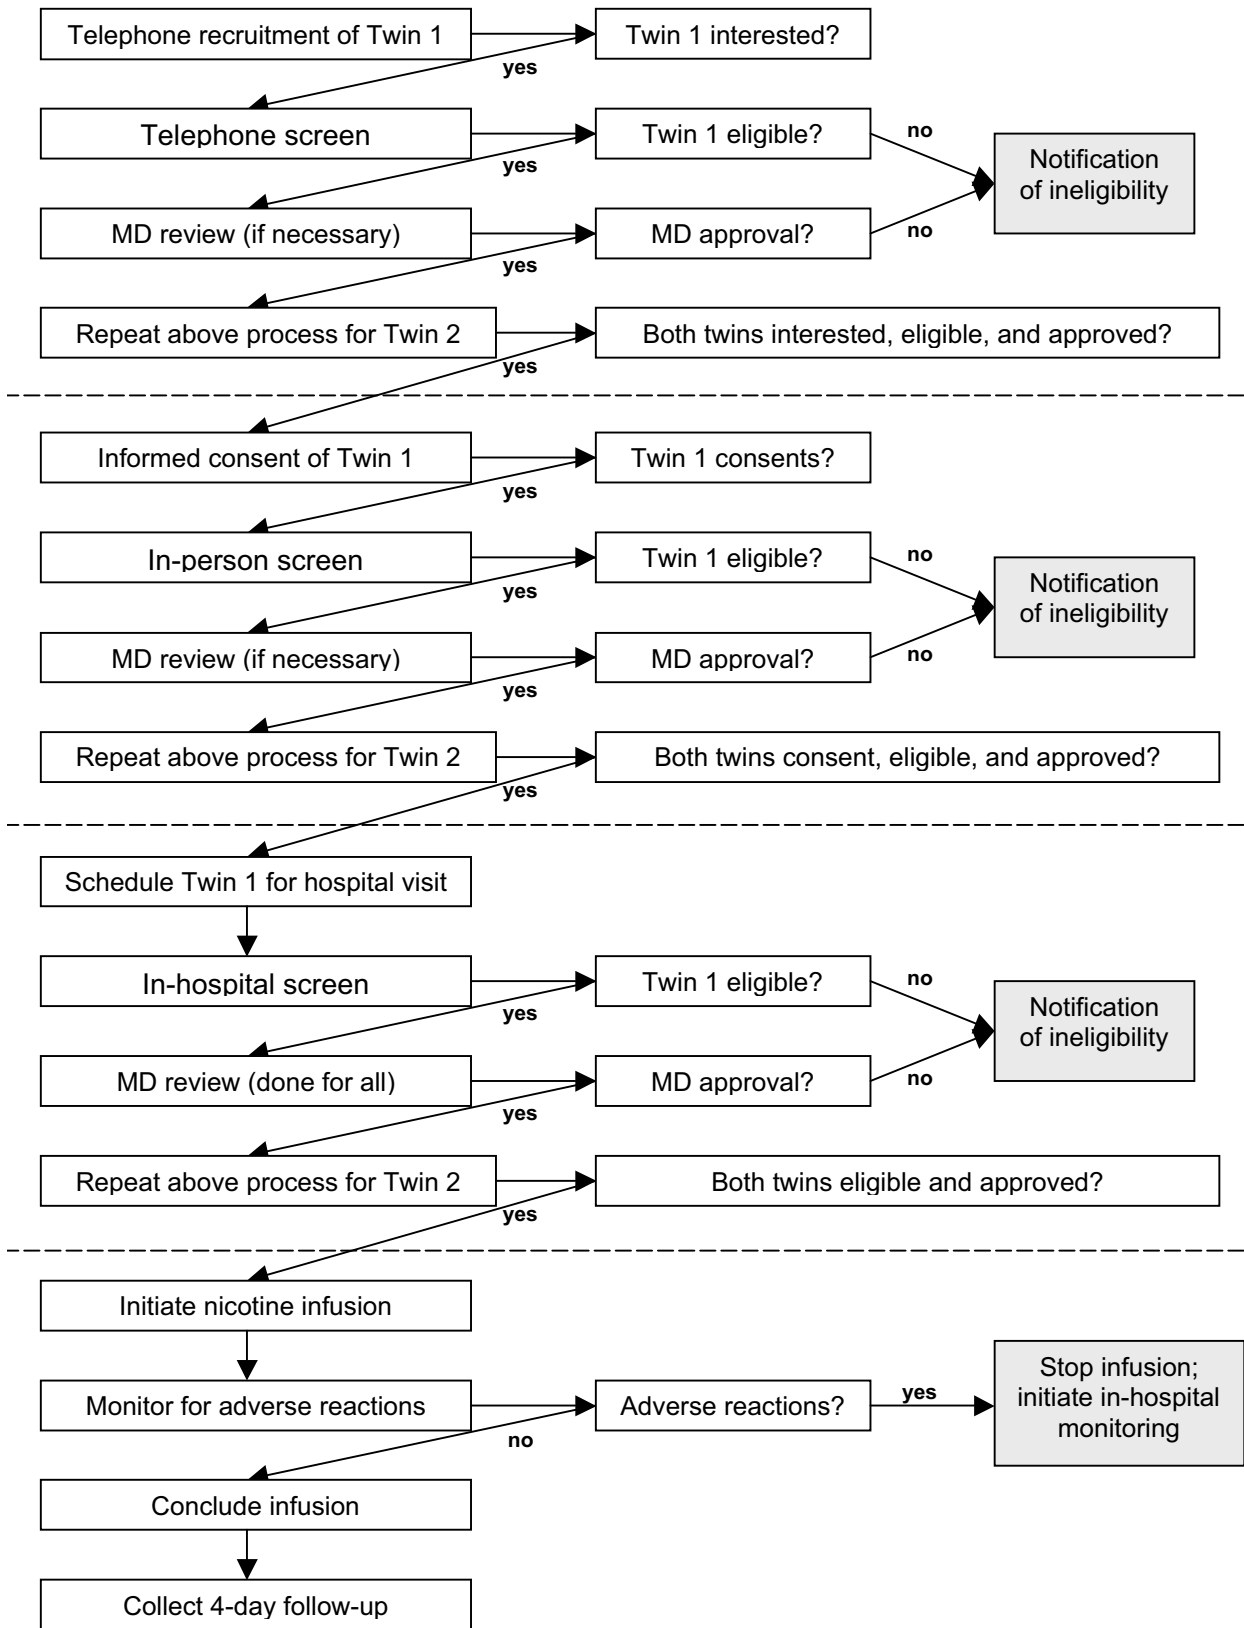 Telephone recruitment of Twin 1
Twin 1 interested?
yes
Telephone screen
Twin 1 eligible?
no
Notification
of ineligibility
yes
MD review (if necessary)
MD approval?
no
yes
Repeat above process for Twin 2
Both twins interested, eligible, and approved?
yes
Informed consent of Twin 1
Twin 1 consents?
yes
In-person screen
Twin 1 eligible?
no
Notification
of ineligibility
yes
MD review (if necessary)
MD approval?
no
yes
Repeat above process for Twin 2
Both twins consent, eligible, and approved?
yes
Schedule Twin 1 for hospital visit
In-hospital screen
Twin 1 eligible?
no
Notification
of ineligibility
yes
MD review (done for all)
MD approval?
no
yes
Repeat above process for Twin 2
Both twins eligible and approved?
yes
Initiate nicotine infusion
Monitor for adverse reactions
Adverse reactions?
yes
Stop infusion;
initiate in-hospital
monitoring
no
Conclude infusion
Collect 4-day follow-up